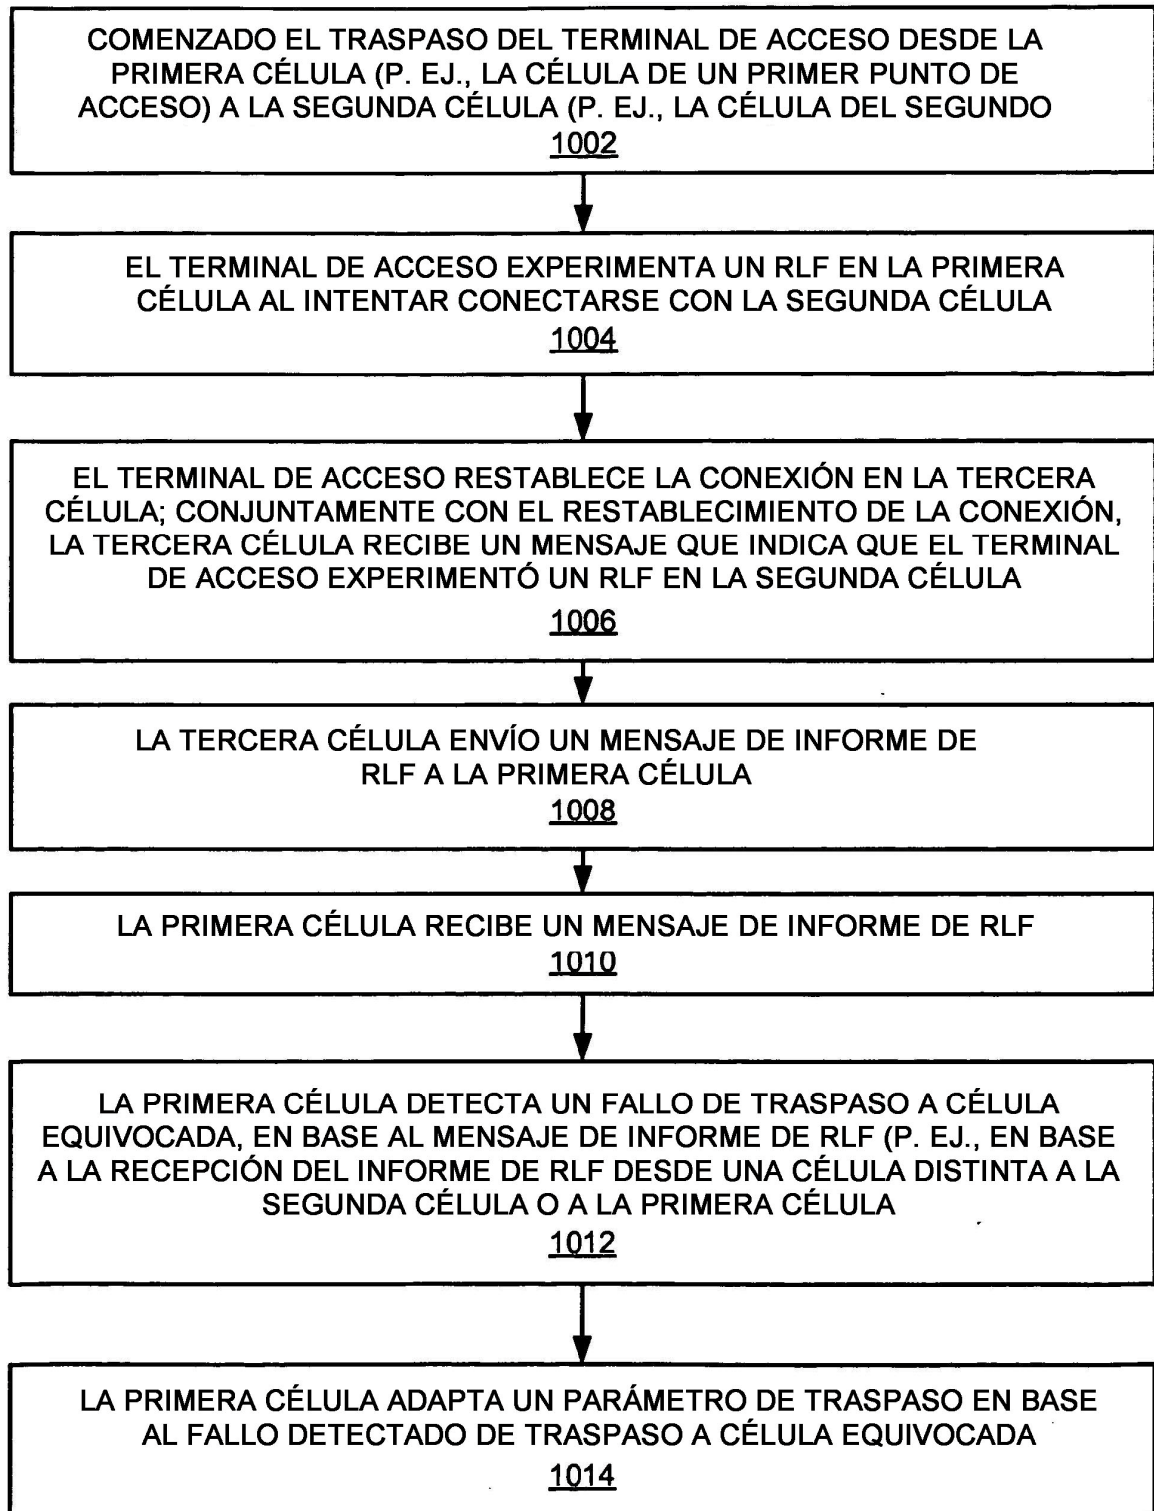 COMENZADO EL TRASPASO DEL TERMINAL DE ACCESO DESDE LA
PRIMERA CÉLULA (P. EJ., LA CÉLULA DE UN PRIMER PUNTO DE
ACCESO) A LA SEGUNDA CÉLULA (P. EJ., LA CÉLULA DEL SEGUNDO
1002
EL TERMINAL DE ACCESO EXPERIMENTA UN RLF EN LA PRIMERA
CÉLULA AL INTENTAR CONECTARSE CON LA SEGUNDA CÉLULA
1004
EL TERMINAL DE ACCESO RESTABLECE LA CONEXIÓN EN LA TERCERA
CÉLULA; CONJUNTAMENTE CON EL RESTABLECIMIENTO DE LA CONEXIÓN,
LA TERCERA CÉLULA RECIBE UN MENSAJE QUE INDICA QUE EL TERMINAL
DE ACCESO EXPERIMENTÓ UN RLF EN LA SEGUNDA CÉLULA
1006
LA TERCERA CÉLULA ENVÍO UN MENSAJE DE INFORME DE
RLF A LA PRIMERA CÉLULA
1008
LA PRIMERA CÉLULA RECIBE UN MENSAJE DE INFORME DE RLF
1010
LA PRIMERA CÉLULA DETECTA UN FALLO DE TRASPASO A CÉLULA
EQUIVOCADA, EN BASE AL MENSAJE DE INFORME DE RLF (P. EJ., EN BASE
A LA RECEPCIÓN DEL INFORME DE RLF DESDE UNA CÉLULA DISTINTA A LA
SEGUNDA CÉLULA O A LA PRIMERA CÉLULA
1012
LA PRIMERA CÉLULA ADAPTA UN PARÁMETRO DE TRASPASO EN BASE
AL FALLO DETECTADO DE TRASPASO A CÉLULA EQUIVOCADA
1014